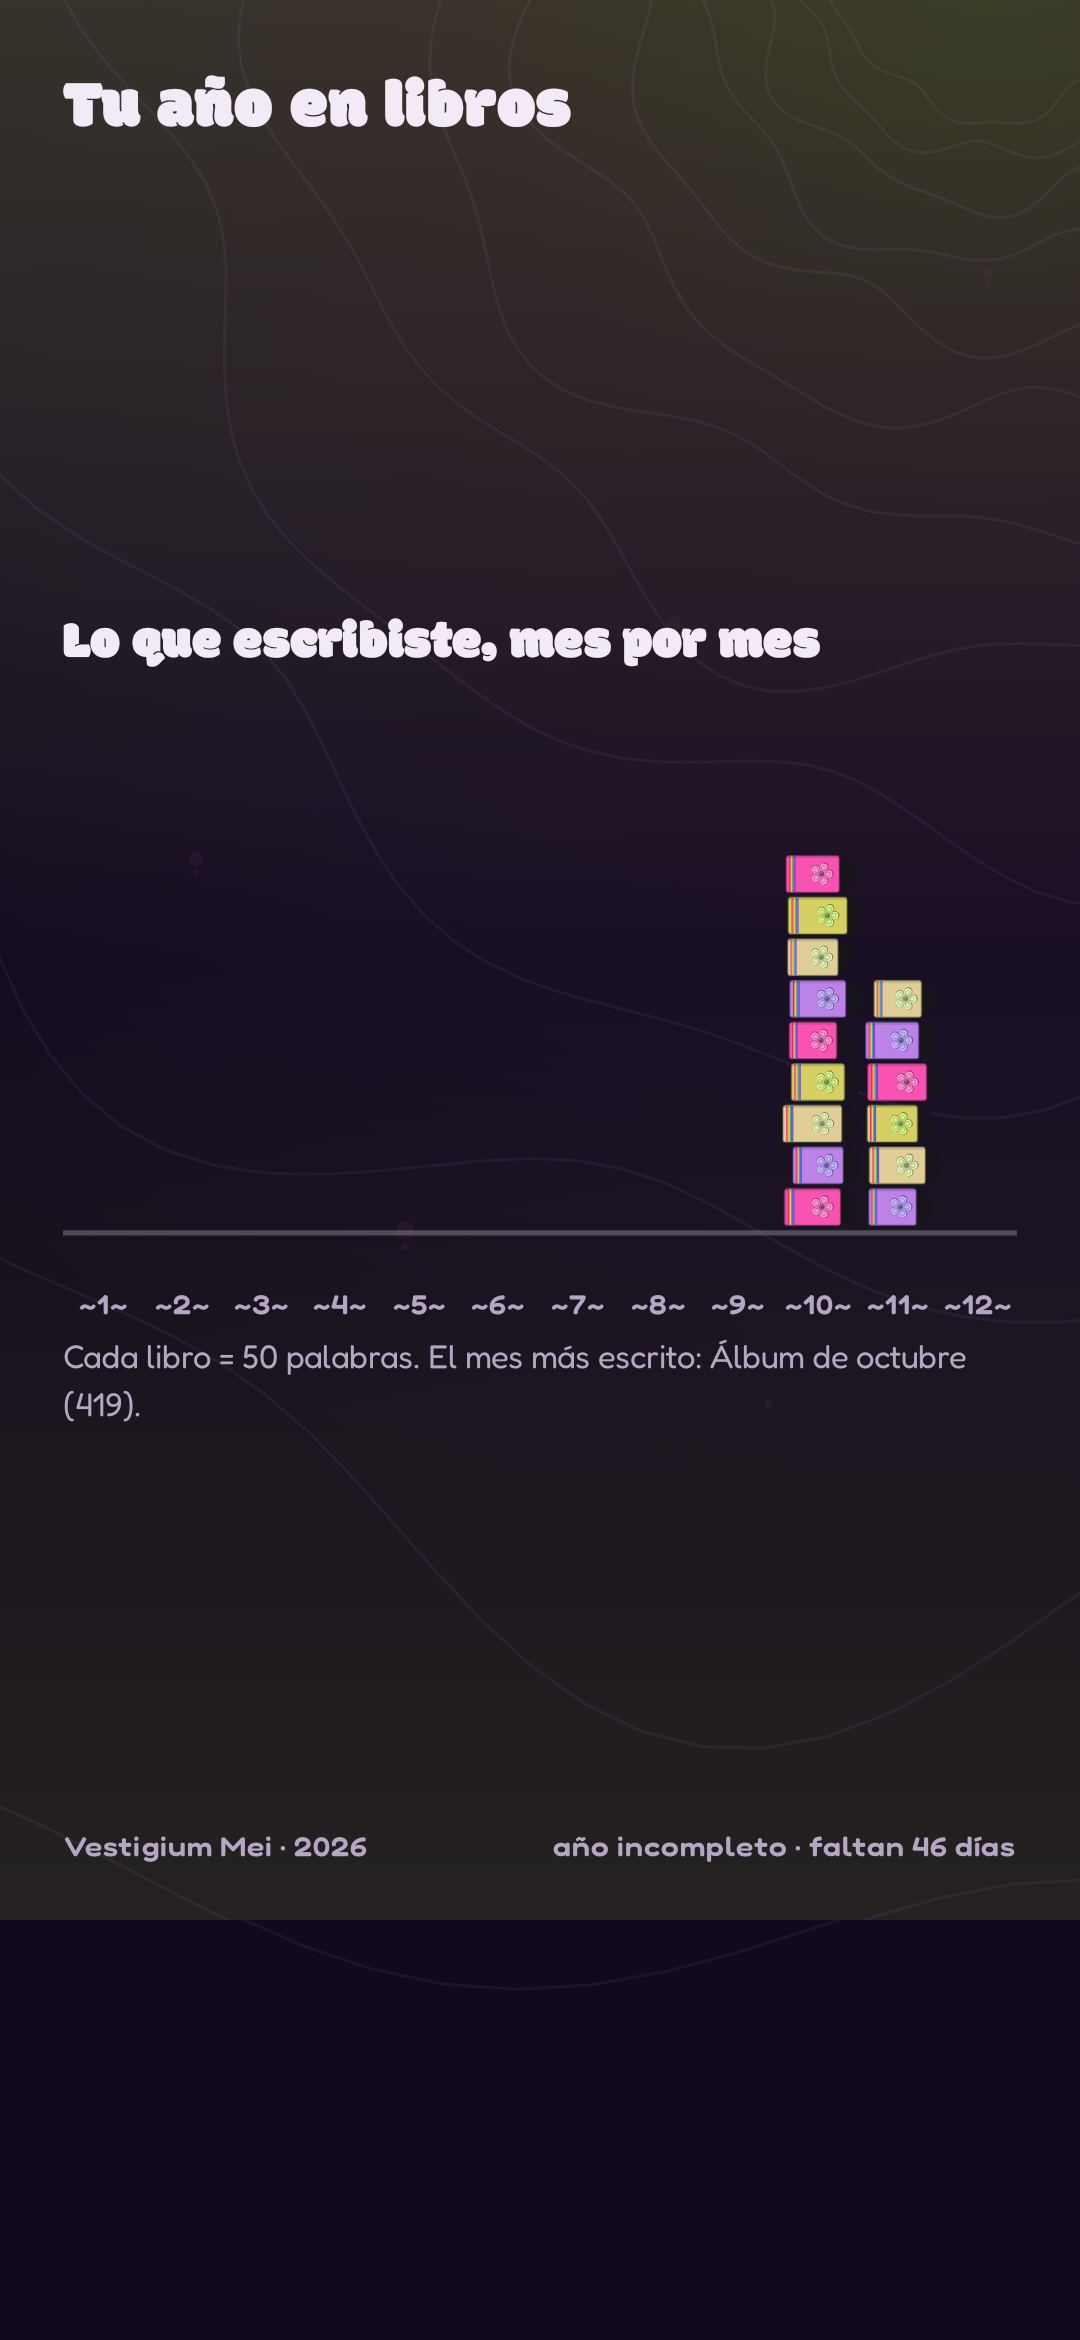 Tu año en libros
Lo que escribiste, mes por mes
~1~ ~2~ ~3~ ~4~ ~5~ ~6~ ~7~ ~8~ ~9~ ~10~ ~11~ ~12~
Cada libro = 50 palabras. El mes más escrito: Álbum de octubre
(419).
Vestigium Mei · 2026 año incompleto · faltan 46 días